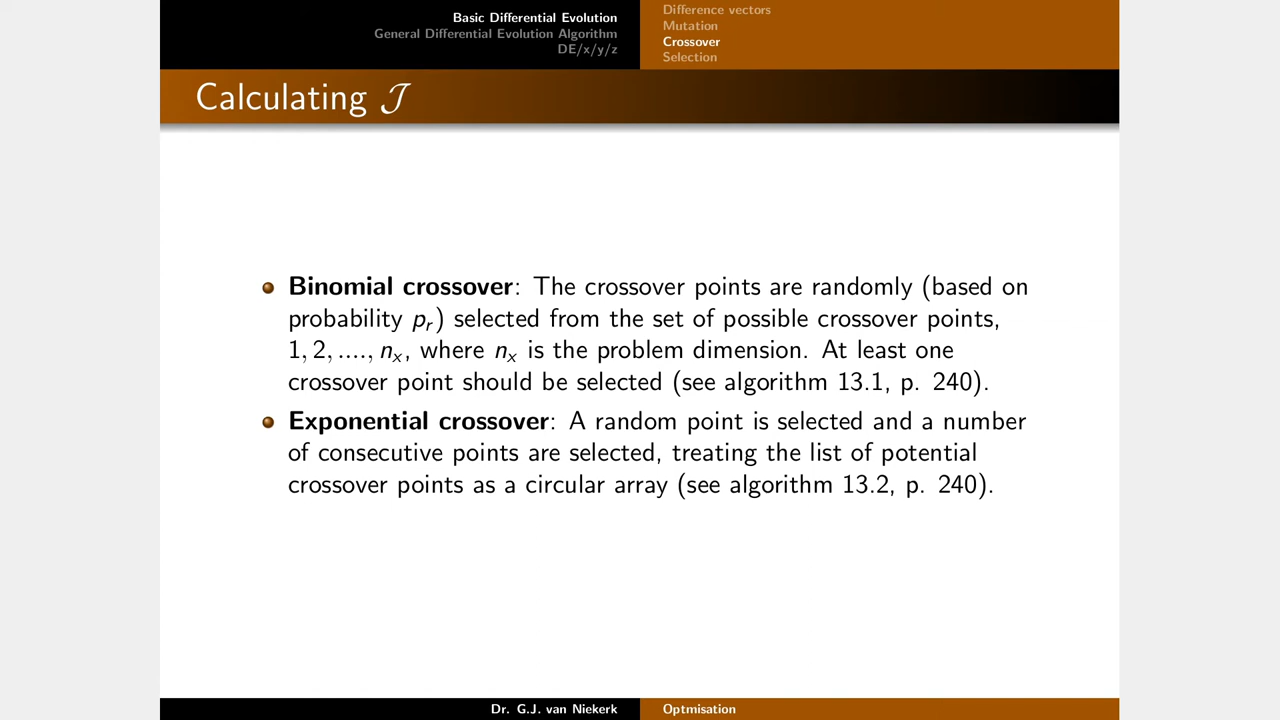 Basic Differential Evolution
General Differential Evolution Algorithm
DE/x/y/z
Difference vectors
Mutation
Crossover
Selection
Calculating 𝒥
Binomial crossover: The crossover points are randomly (based on
probability pᵣ) selected from the set of possible crossover points,
1, 2, ...., nₓ, where nₓ is the problem dimension. At least one
crossover point should be selected (see algorithm 13.1, p. 240).
Exponential crossover: A random point is selected and a number
of consecutive points are selected, treating the list of potential
crossover points as a circular array (see algorithm 13.2, p. 240).
Dr. G.J. van Niekerk
Optmisation